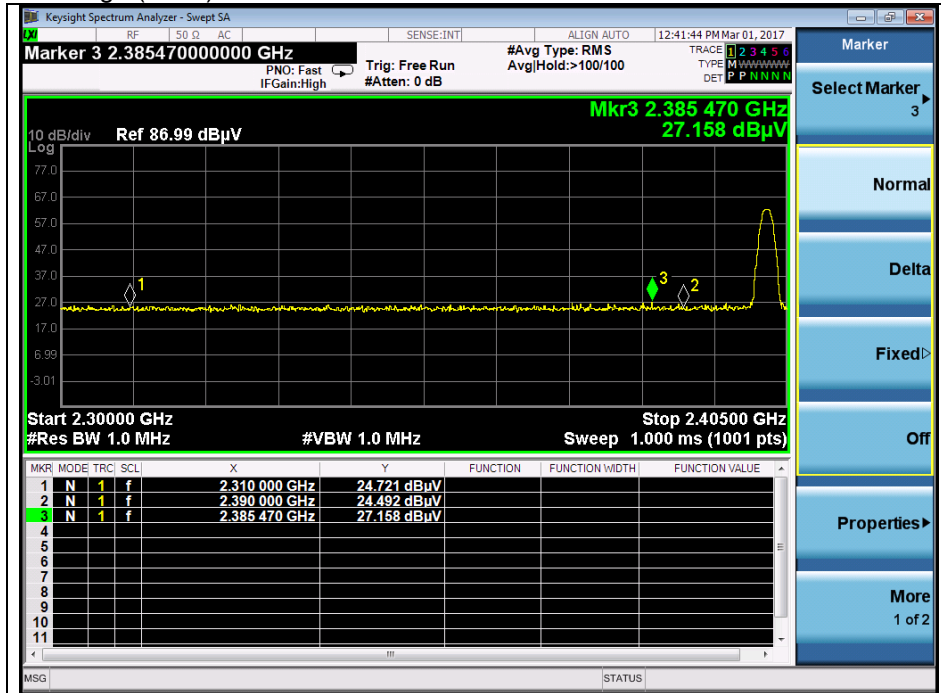 Keysight Spectrum Analyzer - Swept SA
LXI RF 50 Ω AC SENSE:INT ALIGN AUTO 12:41:44 PM Mar 01, 2017
Marker 3 2.385470000000 GHz
PNO: Fast
IFGain:High
Trig: Free Run
#Atten: 0 dB
#Avg Type: RMS
Avg|Hold:>100/100
TRACE 1 2 3 4 5 6
TYPE M W W W W W
DET P P N N N N
Mkr3 2.385 470 GHz
27.158 dBµV
10 dB/div Ref 86.99 dBµV
Log
77.0
67.0
57.0
47.0
37.0
27.0
17.0
6.99
-3.01
1
3
2
Start 2.30000 GHz Stop 2.40500 GHz
#Res BW 1.0 MHz #VBW 1.0 MHz Sweep 1.000 ms (1001 pts)
MKR MODE TRC SCL X Y FUNCTION FUNCTION WIDTH FUNCTION VALUE
1 N 1 f 2.310 000 GHz 24.721 dBµV
2 N 1 f 2.390 000 GHz 24.492 dBµV
3 N 1 f 2.385 470 GHz 27.158 dBµV
4
5
6
7
8
9
10
11
MSG STATUS
Marker
Select Marker
3
Normal
Delta
Fixed
Off
Properties
More
1 of 2